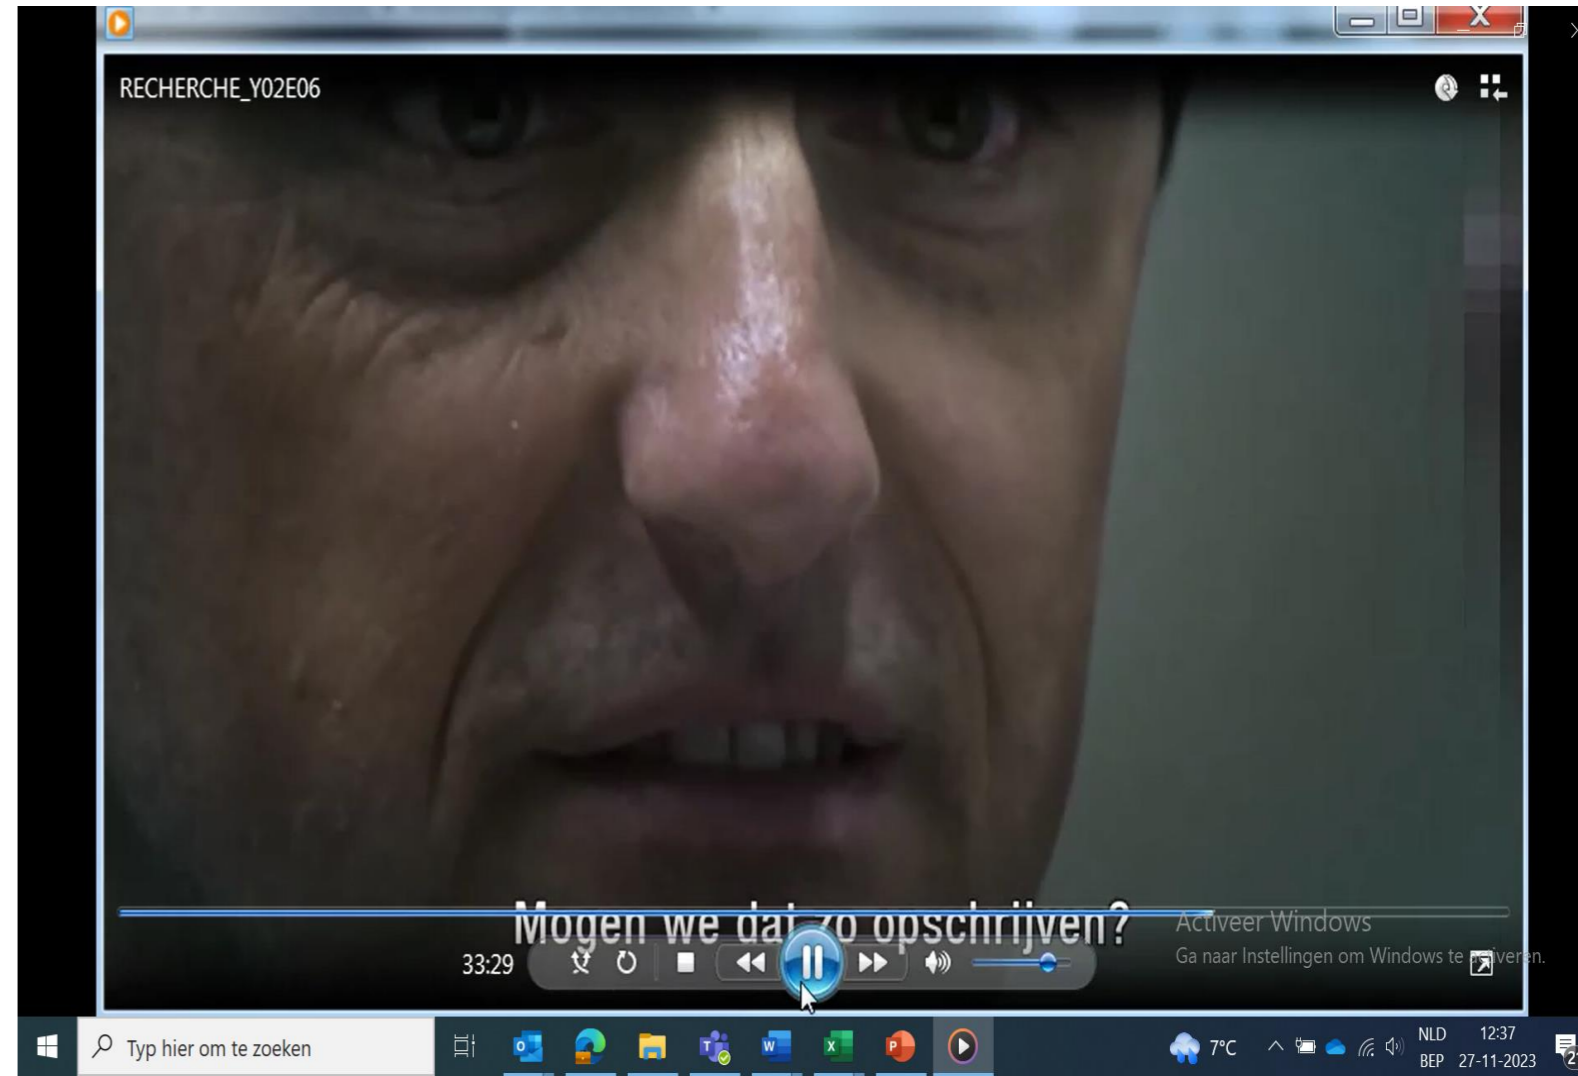 RECHERCHE_Y02E06
Mogen we dat zo opschrijven?
Activeer Windows
Ga naar Instellingen om Windows te activeren.
33:29
Typ hier om te zoeken
7°C
NLD
12:37
BEP
27-11-2023